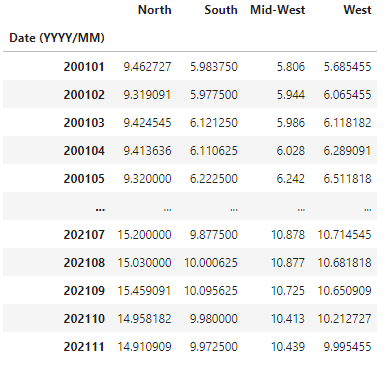 North South Mid-West West
Date (YYYY/MM)
200101 9.462727 5.983750 5.806 5.685455
200102 9.319091 5.977500 5.944 6.065455
200103 9.424545 6.121250 5.986 6.118182
200104 9.413636 6.110625 6.028 6.289091
200105 9.320000 6.222500 6.242 6.511818
... ... ... ... ...
202107 15.200000 9.877500 10.878 10.714545
202108 15.030000 10.000625 10.877 10.681818
202109 15.459091 10.095625 10.725 10.650909
202110 14.958182 9.980000 10.413 10.212727
202111 14.910909 9.972500 10.439 9.995455